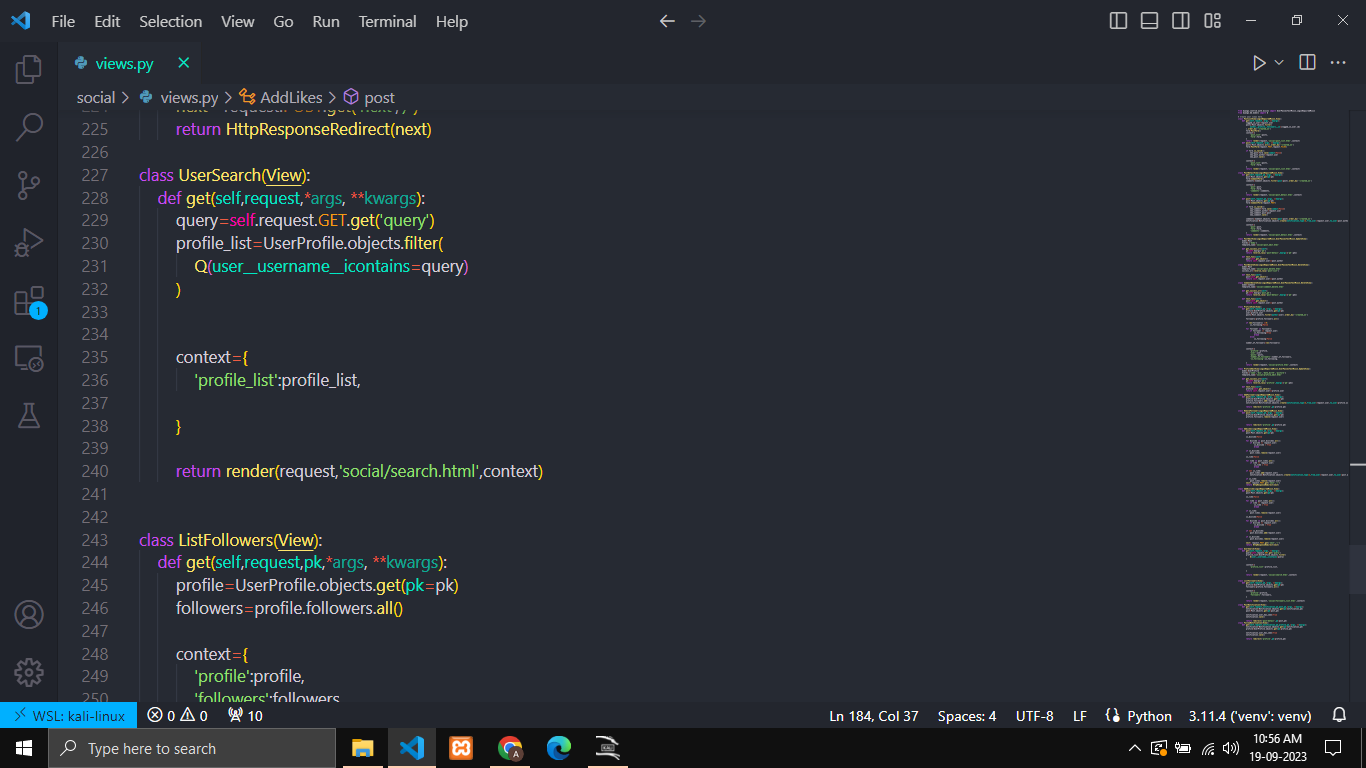 File Edit Selection View Go Run Terminal Help
views.py
social > views.py > AddLikes > post
225 return HttpResponseRedirect(next)
226
227 class UserSearch(View):
228 def get(self,request,*args, **kwargs):
229 query=self.request.GET.get('query')
230 profile_list=UserProfile.objects.filter(
231 Q(user__username__icontains=query)
232 )
233
234
235 context={
236 'profile_list':profile_list,
237
238 }
239
240 return render(request,'social/search.html',context)
241
242
243 class ListFollowers(View):
244 def get(self,request,pk,*args, **kwargs):
245 profile=UserProfile.objects.get(pk=pk)
246 followers=profile.followers.all()
247
248 context={
249 'profile':profile,
250 'followers':followers
1
WSL: kali-linux 0 0 10 Ln 184, Col 37 Spaces: 4 UTF-8 LF Python 3.11.4 ('venv': venv)
Type here to search
A
10:56 AM
19-09-2023